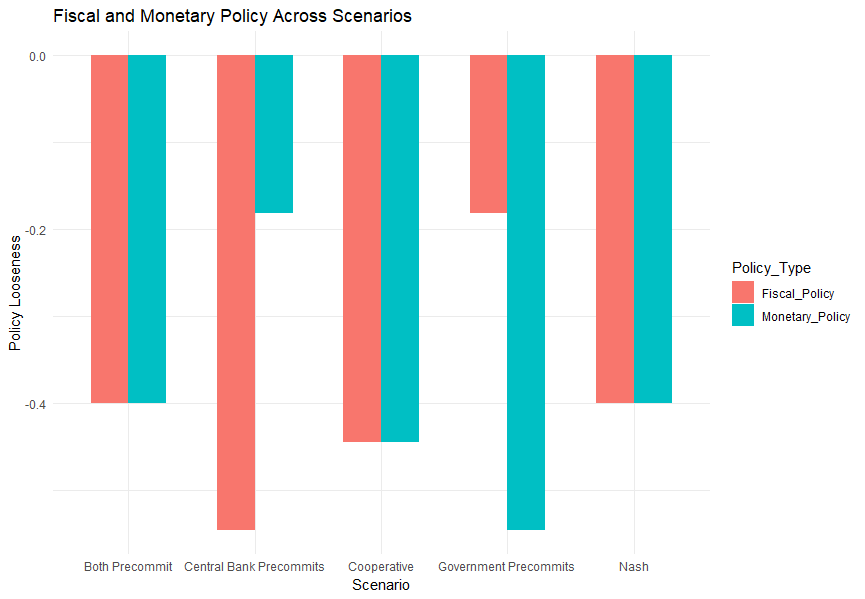 Fiscal and Monetary Policy Across Scenarios
Policy Looseness
0.0
-0.2
-0.4
Both Precommit
Central Bank Precommits
Cooperative
Government Precommits
Nash
Scenario
Policy_Type
Fiscal_Policy
Monetary_Policy